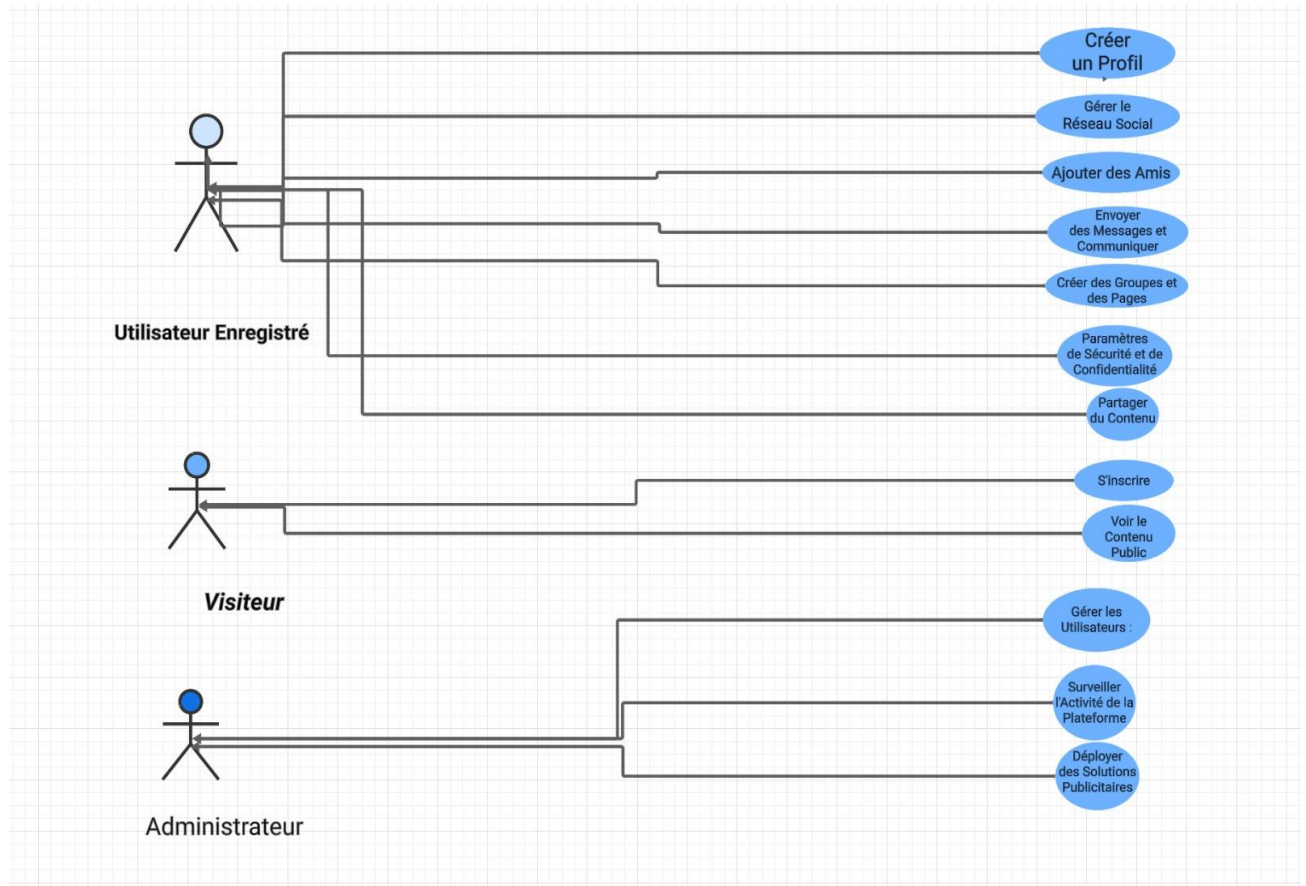 Créer
un Profil
Gérer le
Réseau Social
Ajouter des Amis
Envoyer
des Messages et
Communiquer
Créer des Groupes et
des Pages
Utilisateur Enregistré
Paramètres
de Sécurité et de
Confidentialité
Partager
du Contenu
S'inscrire
Voir le
Contenu
Public
Visiteur
Gérer les
Utilisateurs :
Surveiller
l'Activité de la
Plateforme
Déployer
des Solutions
Publicitaires
Administrateur